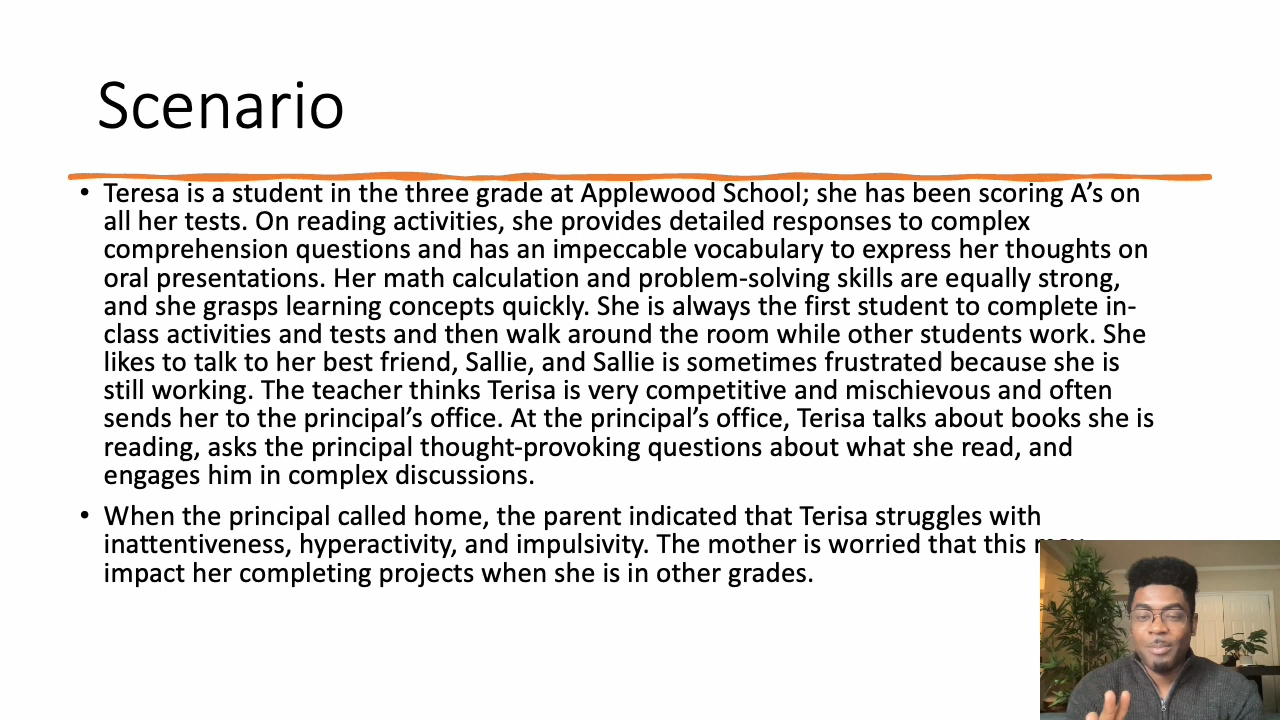 Scenario
• Teresa is a student in the three grade at Applewood School; she has been scoring A’s on
all her tests. On reading activities, she provides detailed responses to complex
comprehension questions and has an impeccable vocabulary to express her thoughts on
oral presentations. Her math calculation and problem-solving skills are equally strong,
and she grasps learning concepts quickly. She is always the first student to complete in-
class activities and tests and then walk around the room while other students work. She
likes to talk to her best friend, Sallie, and Sallie is sometimes frustrated because she is
still working. The teacher thinks Terisa is very competitive and mischievous and often
sends her to the principal’s office. At the principal’s office, Terisa talks about books she is
reading, asks the principal thought-provoking questions about what she read, and
engages him in complex discussions.
• When the principal called home, the parent indicated that Terisa struggles with
inattentiveness, hyperactivity, and impulsivity. The mother is worried that this may
impact her completing projects when she is in other grades.